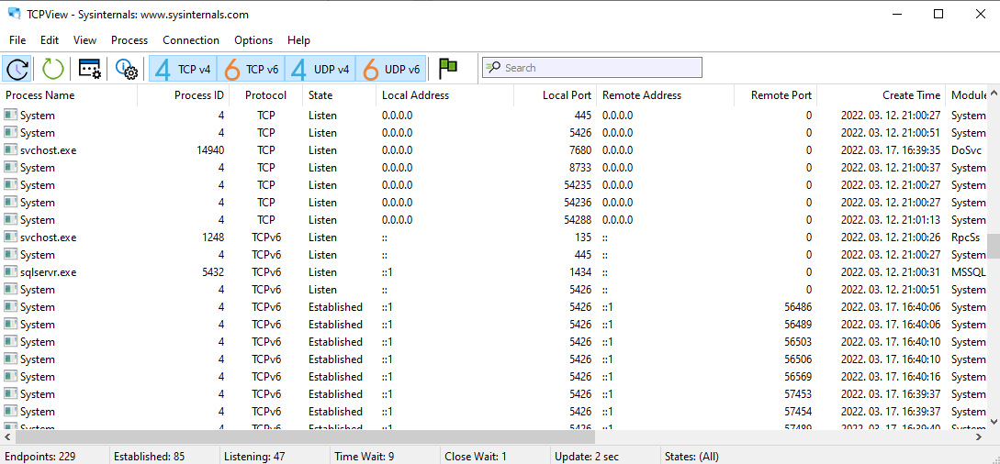 TCPView - Sysinternals: www.sysinternals.com
File Edit View Process Connection Options Help
4 TCP v4 6 TCP v6 4 UDP v4 6 UDP v6 Search
Process Name Process ID Protocol State Local Address Local Port Remote Address Remote Port Create Time Module
System 4 TCP Listen 0.0.0.0 445 0.0.0.0 0 2022. 03. 12. 21:00:27 System
System 4 TCP Listen 0.0.0.0 5426 0.0.0.0 0 2022. 03. 12. 21:00:51 System
svchost.exe 14940 TCP Listen 0.0.0.0 7680 0.0.0.0 0 2022. 03. 17. 16:39:35 DoSvc
System 4 TCP Listen 0.0.0.0 8733 0.0.0.0 0 2022. 03. 12. 21:00:37 System
System 4 TCP Listen 0.0.0.0 54235 0.0.0.0 0 2022. 03. 12. 21:00:27 System
System 4 TCP Listen 0.0.0.0 54236 0.0.0.0 0 2022. 03. 12. 21:00:27 System
System 4 TCP Listen 0.0.0.0 54288 0.0.0.0 0 2022. 03. 12. 21:01:13 System
svchost.exe 1248 TCPv6 Listen :: 135 :: 0 2022. 03. 12. 21:00:26 RpcSs
System 4 TCPv6 Listen :: 445 :: 0 2022. 03. 12. 21:00:27 System
sqlservr.exe 5432 TCPv6 Listen ::1 1434 :: 0 2022. 03. 12. 21:00:31 MSSQL
System 4 TCPv6 Listen :: 5426 :: 0 2022. 03. 12. 21:00:51 System
System 4 TCPv6 Established ::1 5426 ::1 56486 2022. 03. 17. 16:40:06 System
System 4 TCPv6 Established ::1 5426 ::1 56489 2022. 03. 17. 16:40:06 System
System 4 TCPv6 Established ::1 5426 ::1 56503 2022. 03. 17. 16:40:10 System
System 4 TCPv6 Established ::1 5426 ::1 56506 2022. 03. 17. 16:40:10 System
System 4 TCPv6 Established ::1 5426 ::1 56569 2022. 03. 17. 16:40:16 System
System 4 TCPv6 Established ::1 5426 ::1 57453 2022. 03. 17. 16:39:37 System
System 4 TCPv6 Established ::1 5426 ::1 57454 2022. 03. 17. 16:39:37 System
System 4 TCPv6 Established ::1 5426 ::1 57489 2022. 03. 17. 16:39:40 System
Endpoints: 229 Established: 85 Listening: 47 Time Wait: 9 Close Wait: 1 Update: 2 sec States: (All)